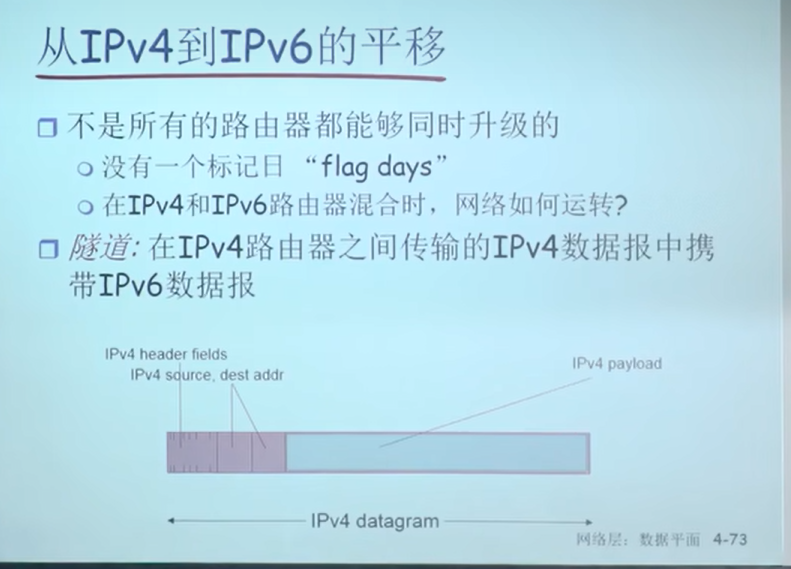 从IPv4到IPv6的平移
不是所有的路由器都能够同时升级的
没有一个标记日 “flag days”
在IPv4和IPv6路由器混合时，网络如何运转?
隧道: 在IPv4路由器之间传输的IPv4数据报中携
带IPv6数据报
IPv4 header fields
IPv4 source, dest addr
IPv4 payload
IPv4 datagram
网络层：数据平面 4-73